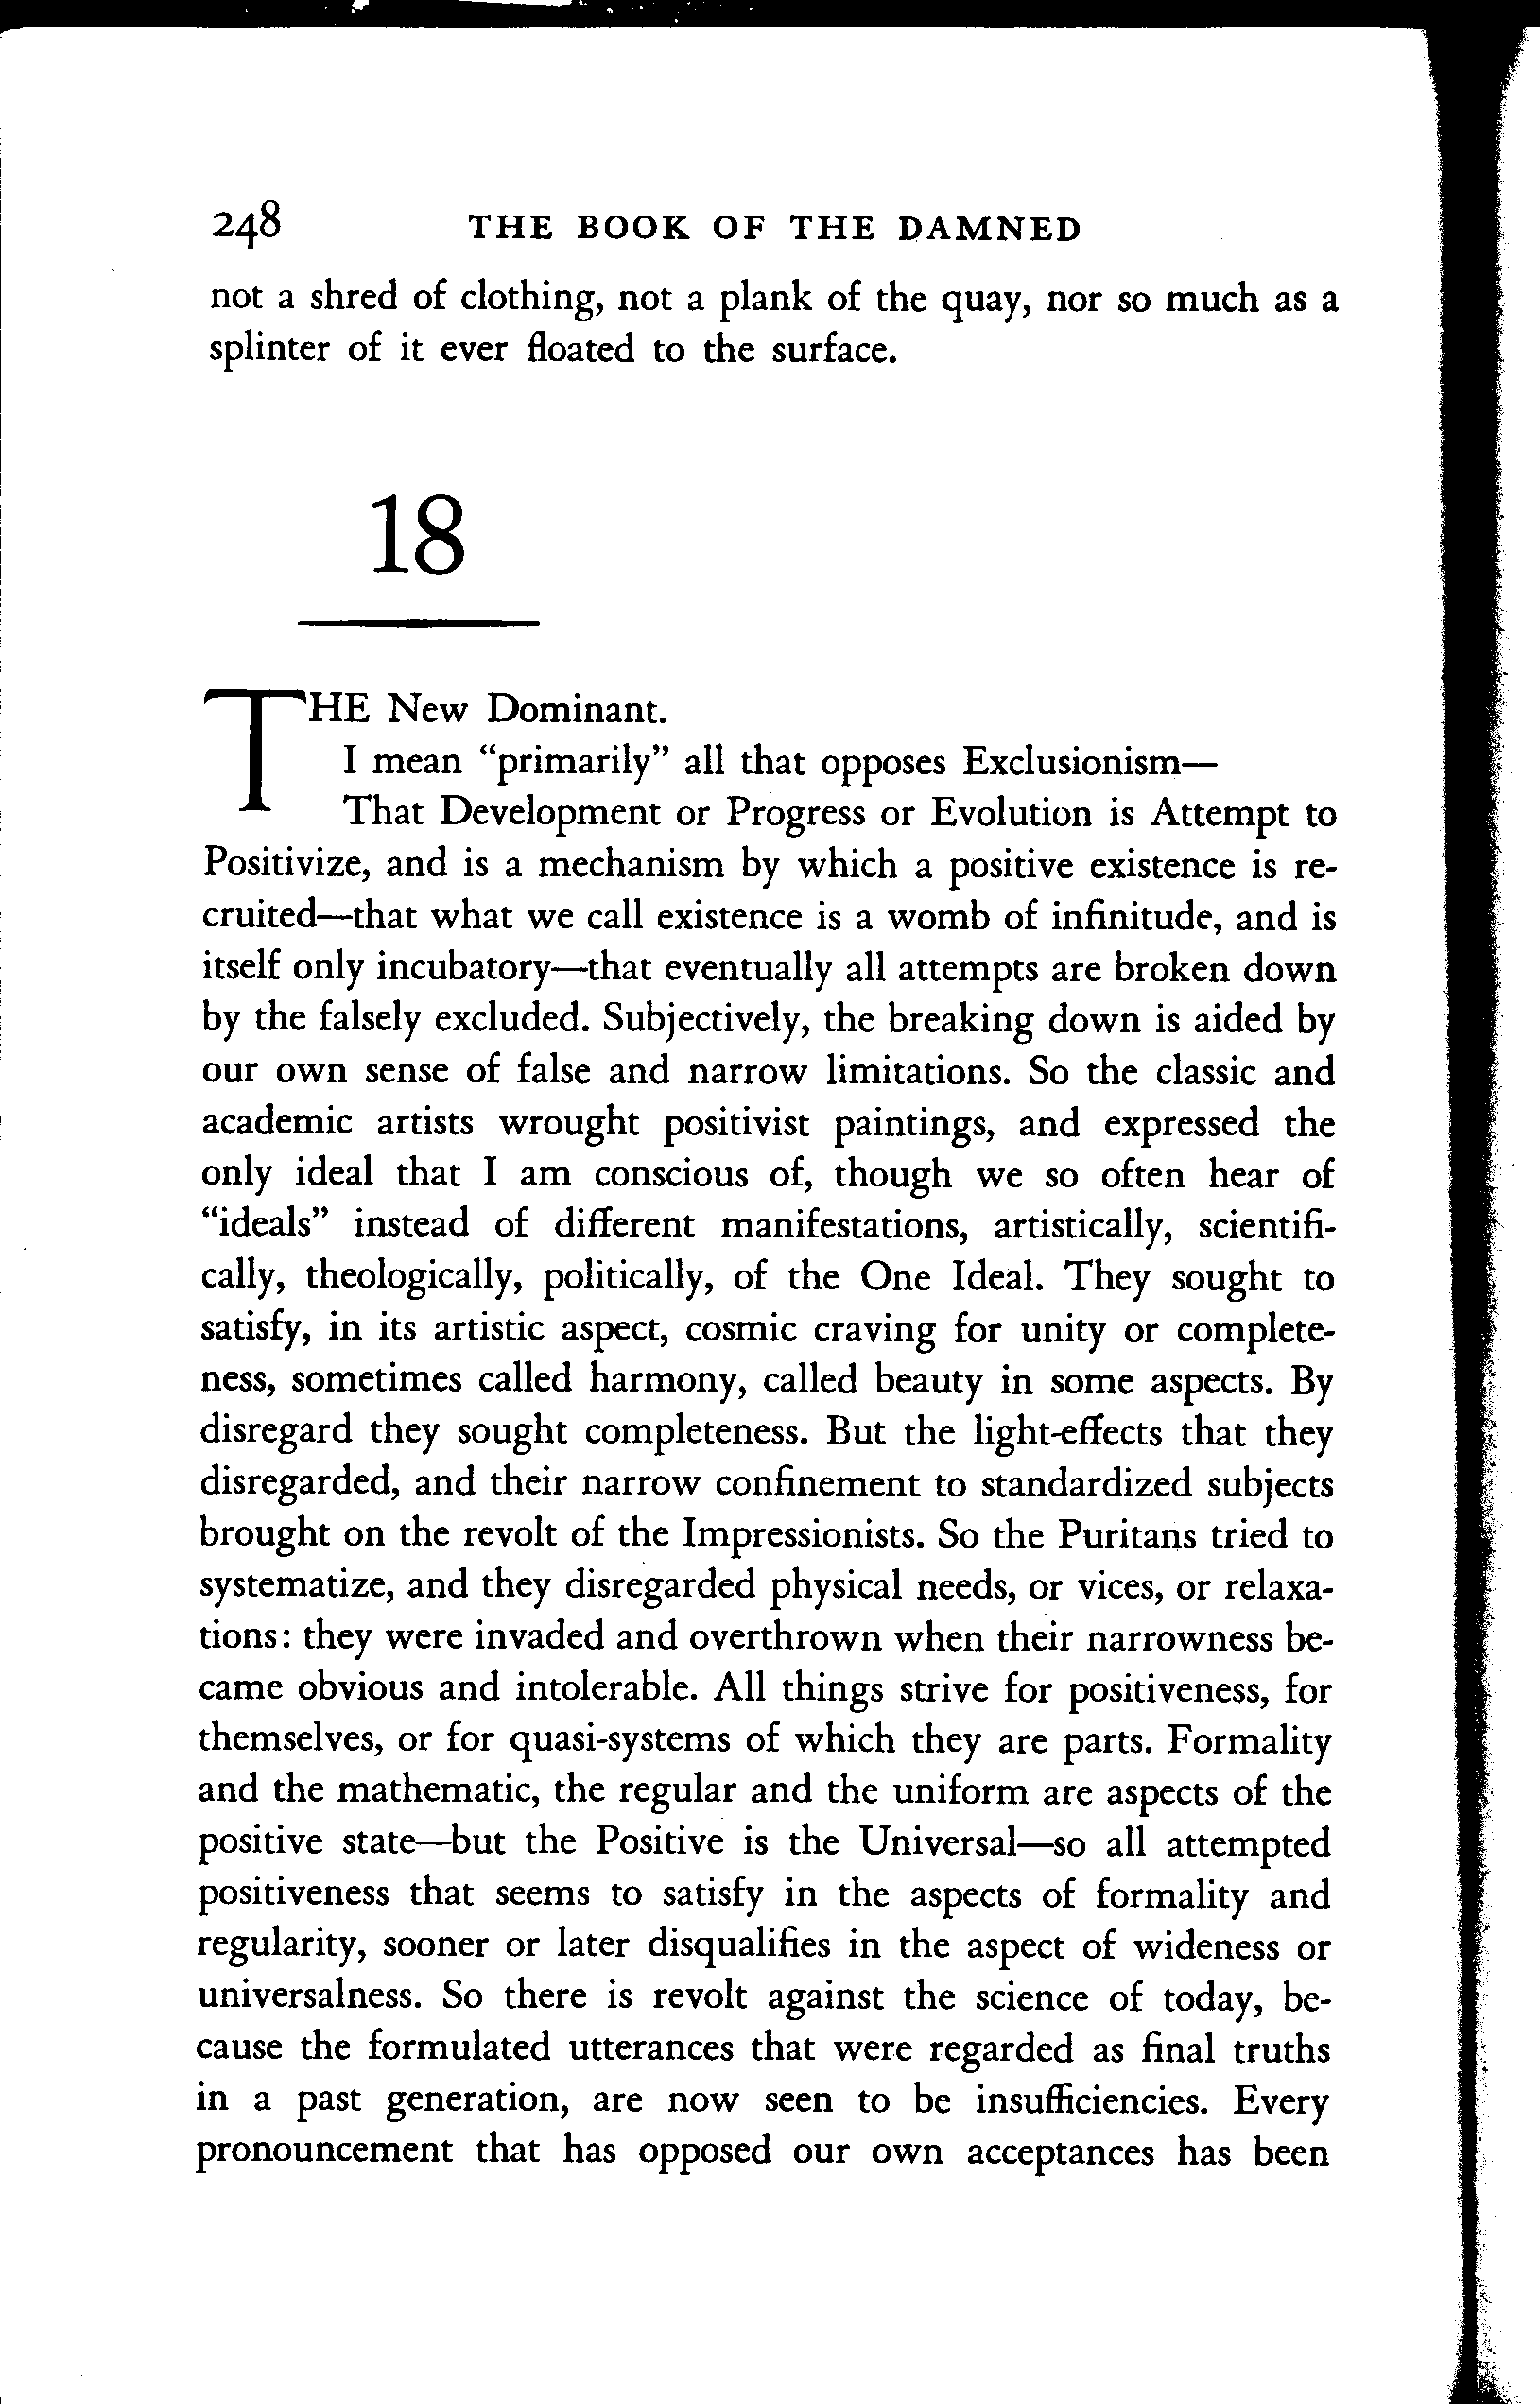 248 THE BOOK OF THE DAMNED
not a shred of clothing, not a plank of the quay, nor so much as a
splinter of it ever floated to the surface.
18
THE New Dominant.
I mean “primarily” all that opposes Exclusionism—
That Development or Progress or Evolution is Attempt to
Positivize, and is a mechanism by which a positive existence is re-
cruited—that what we call existence is a womb of infinitude, and is
itself only incubatory—that eventually all attempts are broken down
by the falsely excluded. Subjectively, the breaking down is aided by
our own sense of false and narrow limitations. So the classic and
academic artists wrought positivist paintings, and expressed the
only ideal that I am conscious of, though we so often hear of
“ideals” instead of different manifestations, artistically, scientifi-
cally, theologically, politically, of the One Ideal. They sought to
satisfy, in its artistic aspect, cosmic craving for unity or complete-
ness, sometimes called harmony, called beauty in some aspects. By
disregard they sought completeness. But the light-effects that they
disregarded, and their narrow confinement to standardized subjects
brought on the revolt of the Impressionists. So the Puritans tried to
systematize, and they disregarded physical needs, or vices, or relaxa-
tions: they were invaded and overthrown when their narrowness be-
came obvious and intolerable. All things strive for positiveness, for
themselves, or for quasi-systems of which they are parts. Formality
and the mathematic, the regular and the uniform are aspects of the
positive state—but the Positive is the Universal—so all attempted
positiveness that seems to satisfy in the aspects of formality and
regularity, sooner or later disqualifies in the aspect of wideness or
universalness. So there is revolt against the science of today, be-
cause the formulated utterances that were regarded as final truths
in a past generation, are now seen to be insufficiencies. Every
pronouncement that has opposed our own acceptances has been